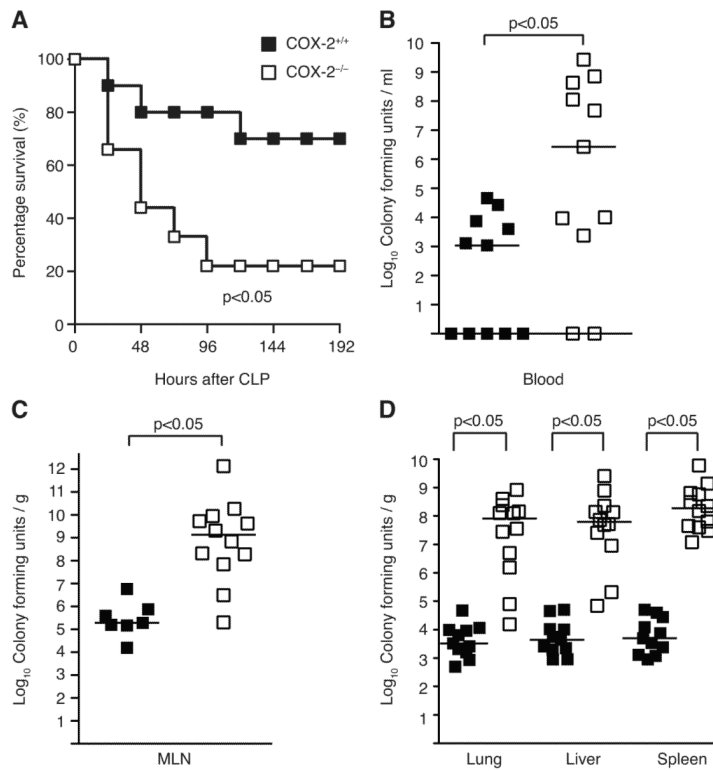 A
COX-2+/+
COX-2−/−
Percentage survival (%)
100
80
60
40
20
0
p<0.05
0 48 96 144 192
Hours after CLP
B
p<0.05
Log10 Colony forming units / ml
10
9
8
7
6
5
4
3
2
1
Blood
C
p<0.05
Log10 Colony forming units / g
12
11
10
9
8
7
6
5
4
3
2
1
MLN
D
p<0.05 p<0.05 p<0.05
Log10 Colony forming units / g
10
9
8
7
6
5
4
3
2
1
Lung Liver Spleen